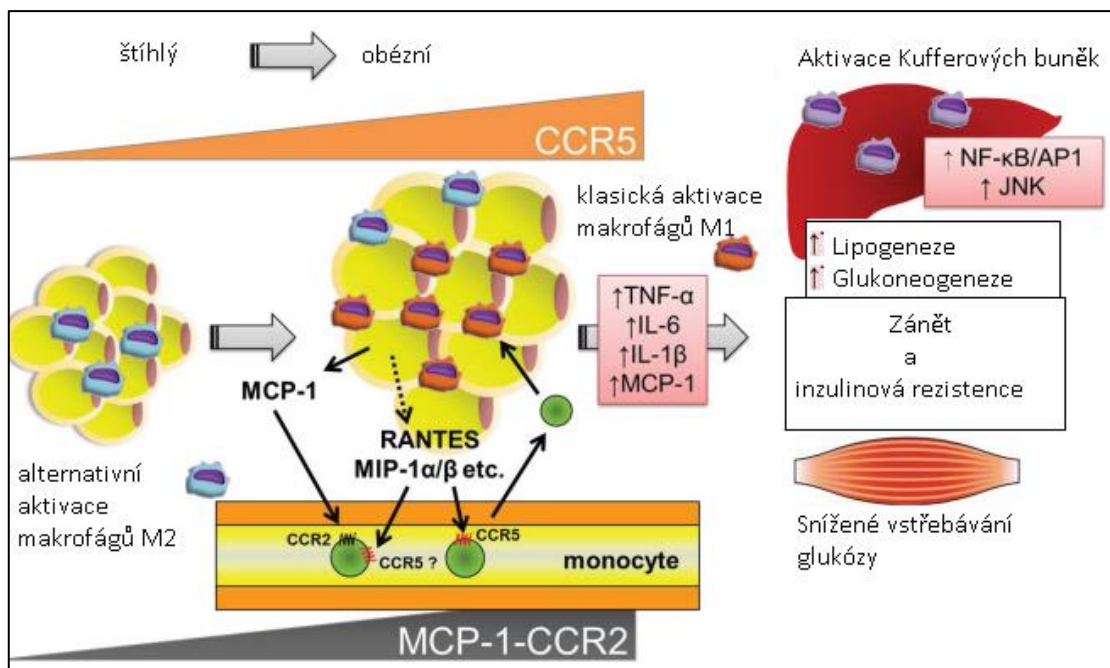 štíhlý
obézní
CCR5
Aktivace Kufferových buněk
↑ NF-κB/AP1
↑ JNK
klasická aktivace
makrofágů M1
↑ Lipogeneze
↑ Glukoneogeneze
↑TNF-α
↑IL-6
↑IL-1β
↑MCP-1
Zánět
a
inzulinová rezistence
MCP-1
RANTES
MIP-1α/β etc.
alternativní
aktivace
makrofágů M2
CCR2
CCR5 ?
CCR5
monocyte
Snížené vstřebávání
glukózy
MCP-1-CCR2